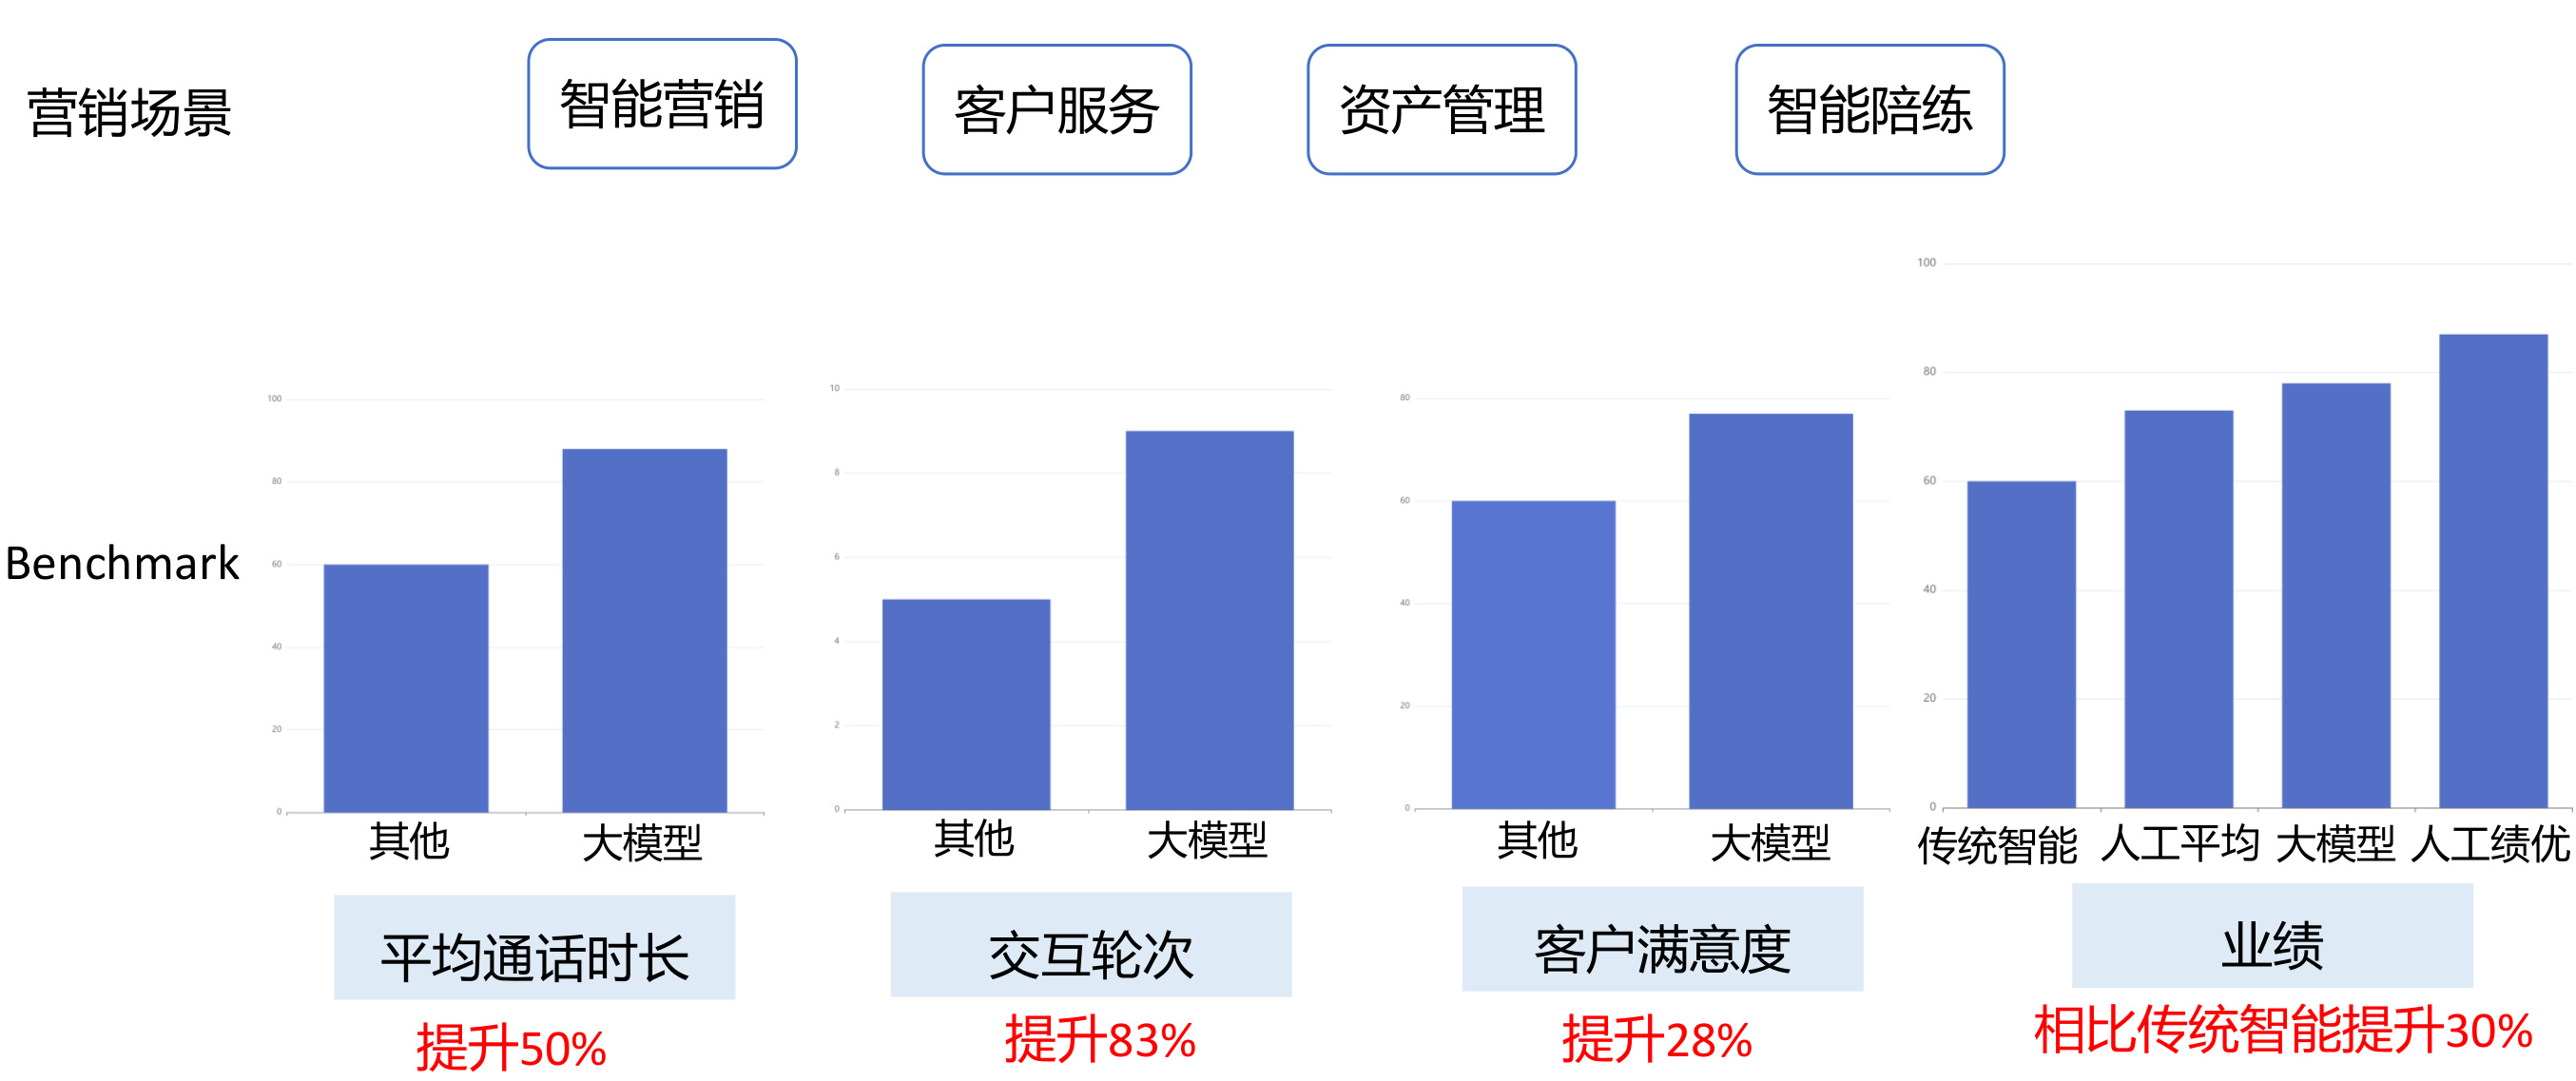 营销场景
智能营销
客户服务
资产管理
智能陪练
Benchmark
100
80
60
40
20
0
其他 大模型
平均通话时长
提升50%
10
8
6
4
2
0
其他 大模型
交互轮次
提升83%
80
60
40
20
0
其他 大模型
客户满意度
提升28%
100
80
60
40
20
0
传统智能 人工平均 大模型 人工绩优
业绩
相比传统智能提升30%